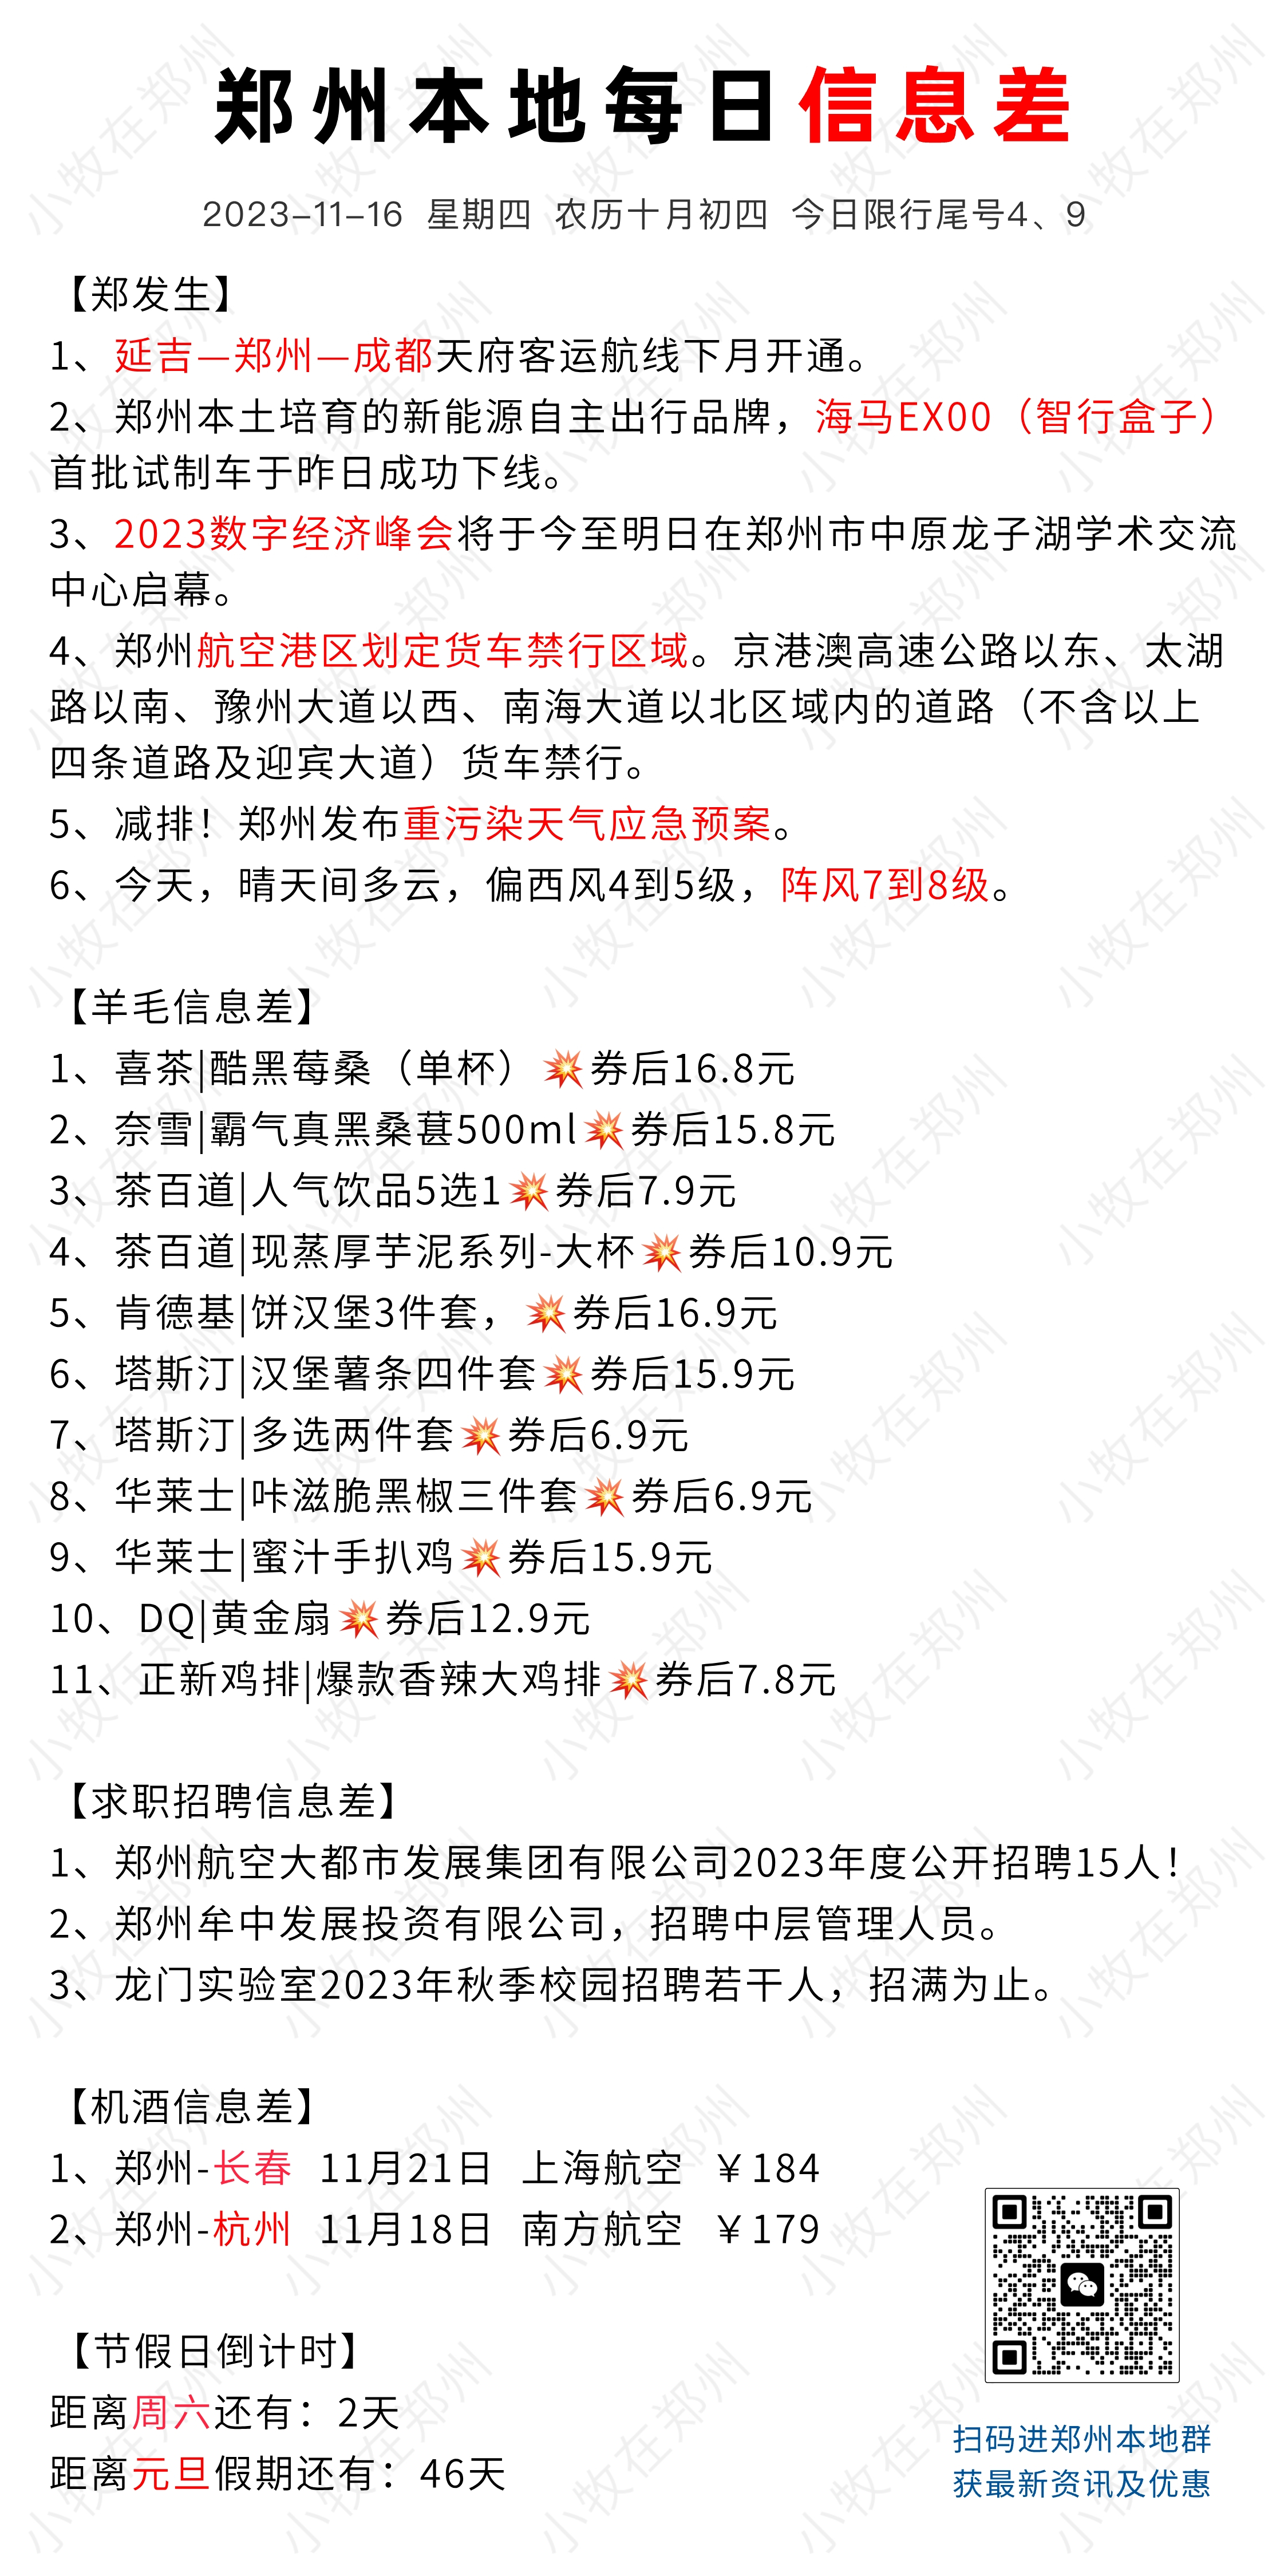 郑州本地每日信息差
2023-11-16 星期四 农历十月初四 今日限行尾号4、9
【郑发生】
1、延吉—郑州—成都天府客运航线下月开通。
2、郑州本土培育的新能源自主出行品牌，海马EX00（智行盒子）
首批试制车于昨日成功下线。
3、2023数字经济峰会将于今至明日在郑州市中原龙子湖学术交流
中心启幕。
4、郑州航空港区划定货车禁行区域。京港澳高速公路以东、太湖
路以南、豫州大道以西、南海大道以北区域内的道路（不含以上
四条道路及迎宾大道）货车禁行。
5、减排！郑州发布重污染天气应急预案。
6、今天，晴天间多云，偏西风4到5级，阵风7到8级。
【羊毛信息差】
1、喜茶|酷黑莓桑（单杯）💥券后16.8元
2、奈雪|霸气真黑桑葚500ml💥券后15.8元
3、茶百道|人气饮品5选1💥券后7.9元
4、茶百道|现蒸厚芋泥系列-大杯💥券后10.9元
5、肯德基|饼汉堡3件套，💥券后16.9元
6、塔斯汀|汉堡薯条四件套💥券后15.9元
7、塔斯汀|多选两件套💥券后6.9元
8、华莱士|咔滋脆黑椒三件套💥券后6.9元
9、华莱士|蜜汁手扒鸡💥券后15.9元
10、DQ|黄金扇💥券后12.9元
11、正新鸡排|爆款香辣大鸡排💥券后7.8元
【求职招聘信息差】
1、郑州航空大都市发展集团有限公司2023年度公开招聘15人！
2、郑州牟中发展投资有限公司，招聘中层管理人员。
3、龙门实验室2023年秋季校园招聘若干人，招满为止。
【机酒信息差】
1、郑州-长春 11月21日 上海航空 ￥184
2、郑州-杭州 11月18日 南方航空 ￥179
【节假日倒计时】
距离周六还有：2天
距离元旦假期还有：46天
扫码进郑州本地群
获最新资讯及优惠
小牧在郑州